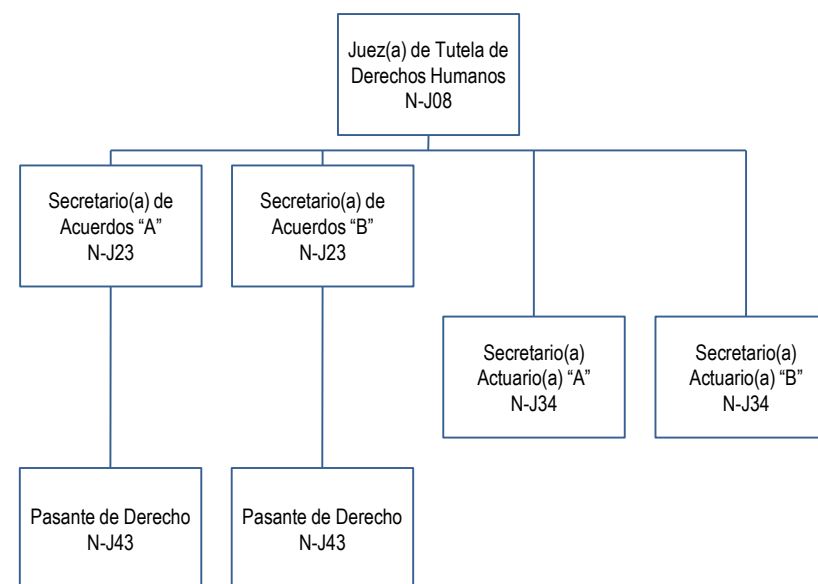 Juez(a) de Tutela de
Derechos Humanos
N-J08
Secretario(a) de
Acuerdos “A”
N-J23
Secretario(a) de
Acuerdos “B”
N-J23
Secretario(a)
Actuario(a) “A”
N-J34
Secretario(a)
Actuario(a) “B”
N-J34
Pasante de Derecho
N-J43
Pasante de Derecho
N-J43